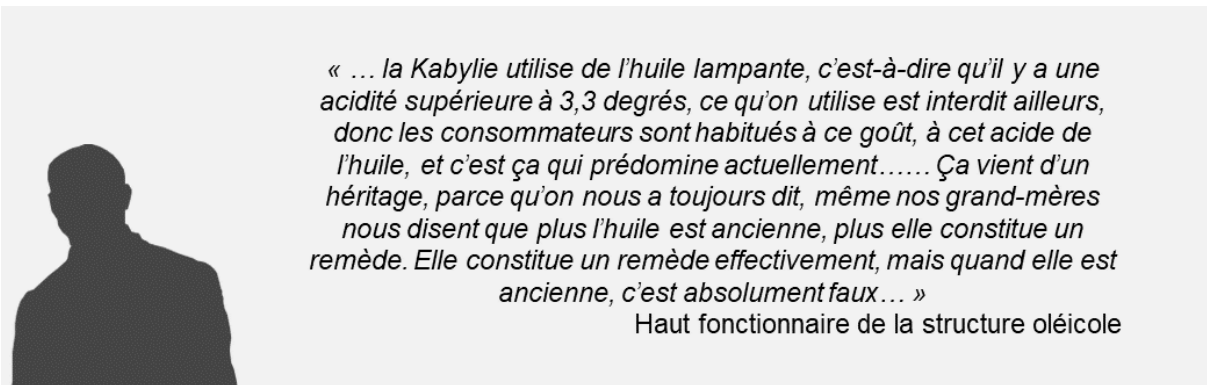 « … la Kabylie utilise de l’huile lampante, c’est-à-dire qu’il y a une
acidité supérieure à 3,3 degrés, ce qu’on utilise est interdit ailleurs,
donc les consommateurs sont habitués à ce goût, à cet acide de
l’huile, et c’est ça qui prédomine actuellement…… Ça vient d’un
héritage, parce qu’on nous a toujours dit, même nos grand-mères
nous disent que plus l’huile est ancienne, plus elle constitue un
remède. Elle constitue un remède effectivement, mais quand elle est
ancienne, c’est absolument faux… »
Haut fonctionnaire de la structure oléicole